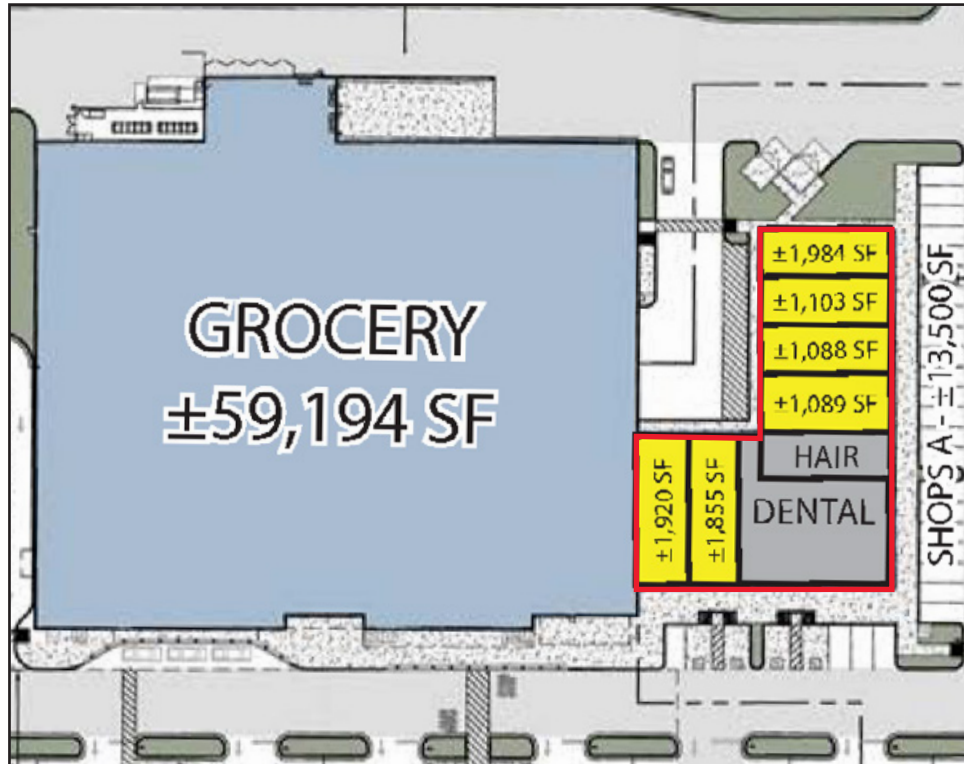 GROCERY
±59,194 SF
±1,984 SF
±1,103 SF
±1,088 SF
±1,089 SF
HAIR
DENTAL
±1,920 SF
±1,855 SF
SHOPS A - ±13,500 SF